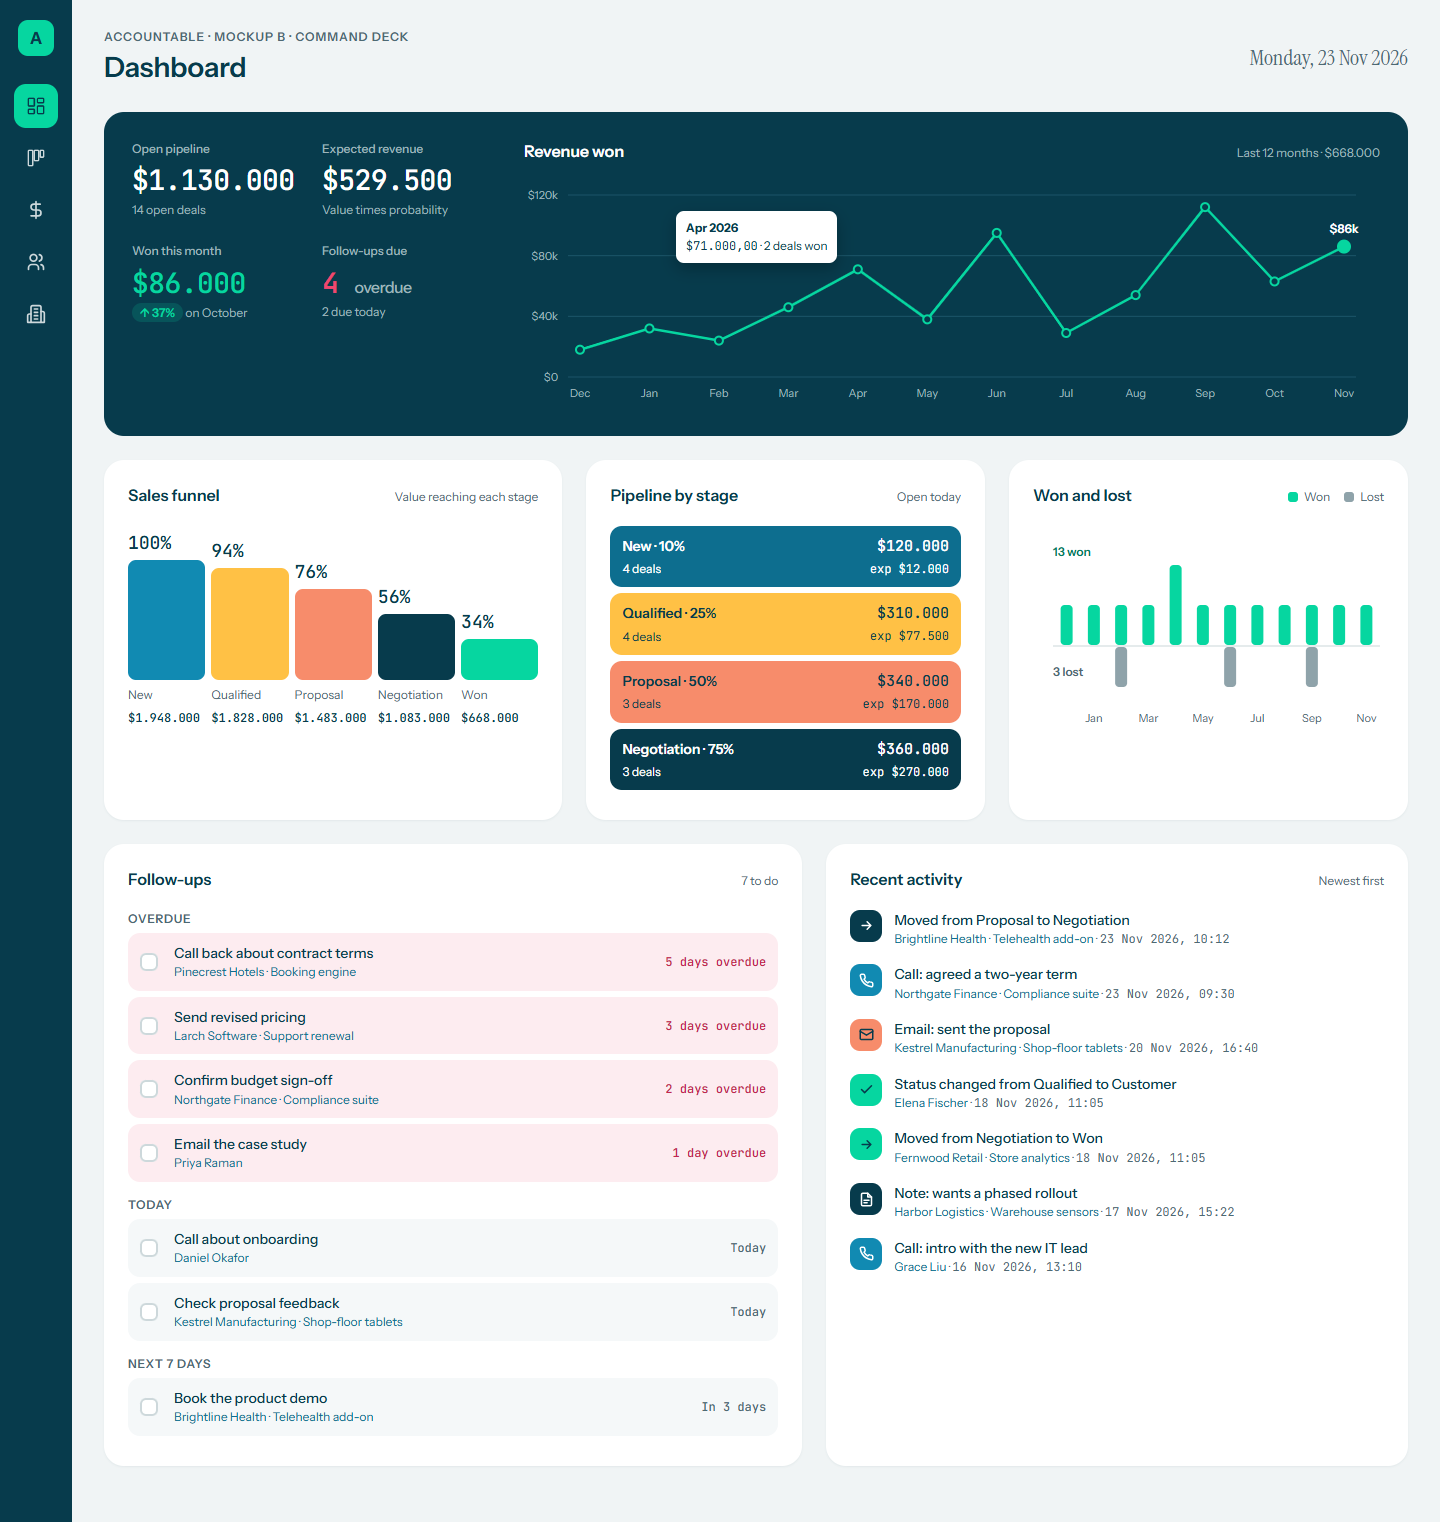 A
ACCOUNTABLE · MOCKUP B · COMMAND DECK
Dashboard
Monday, 23 Nov 2026
Open pipeline
$1.130.000
14 open deals
Expected revenue
$529.500
Value times probability
Won this month
$86.000
↑ 37% on October
Follow-ups due
4 overdue
2 due today
Revenue won
Last 12 months · $668.000
$120k
$80k
$40k
$0
Apr 2026
$71.000,00 · 2 deals won
$86k
Dec Jan Feb Mar Apr May Jun Jul Aug Sep Oct Nov
Sales funnel
Value reaching each stage
100%
94%
76%
56%
34%
New Qualified Proposal Negotiation Won
$1.948.000 $1.828.000 $1.483.000 $1.083.000 $668.000
Pipeline by stage
Open today
New · 10% $120.000
4 deals exp $12.000
Qualified · 25% $310.000
4 deals exp $77.500
Proposal · 50% $340.000
3 deals exp $170.000
Negotiation · 75% $360.000
3 deals exp $270.000
Won and lost
Won Lost
13 won
3 lost
Jan Mar May Jul Sep Nov
Follow-ups
7 to do
OVERDUE
Call back about contract terms
Pinecrest Hotels · Booking engine
5 days overdue
Send revised pricing
Larch Software · Support renewal
3 days overdue
Confirm budget sign-off
Northgate Finance · Compliance suite
2 days overdue
Email the case study
Priya Raman
1 day overdue
TODAY
Call about onboarding
Daniel Okafor
Today
Check proposal feedback
Kestrel Manufacturing · Shop-floor tablets
Today
NEXT 7 DAYS
Book the product demo
Brightline Health · Telehealth add-on
In 3 days
Recent activity
Newest first
Moved from Proposal to Negotiation
Brightline Health · Telehealth add-on · 23 Nov 2026, 10:12
Call: agreed a two-year term
Northgate Finance · Compliance suite · 23 Nov 2026, 09:30
Email: sent the proposal
Kestrel Manufacturing · Shop-floor tablets · 20 Nov 2026, 16:40
Status changed from Qualified to Customer
Elena Fischer · 18 Nov 2026, 11:05
Moved from Negotiation to Won
Fernwood Retail · Store analytics · 18 Nov 2026, 11:05
Note: wants a phased rollout
Harbor Logistics · Warehouse sensors · 17 Nov 2026, 15:22
Call: intro with the new IT lead
Grace Liu · 16 Nov 2026, 13:10